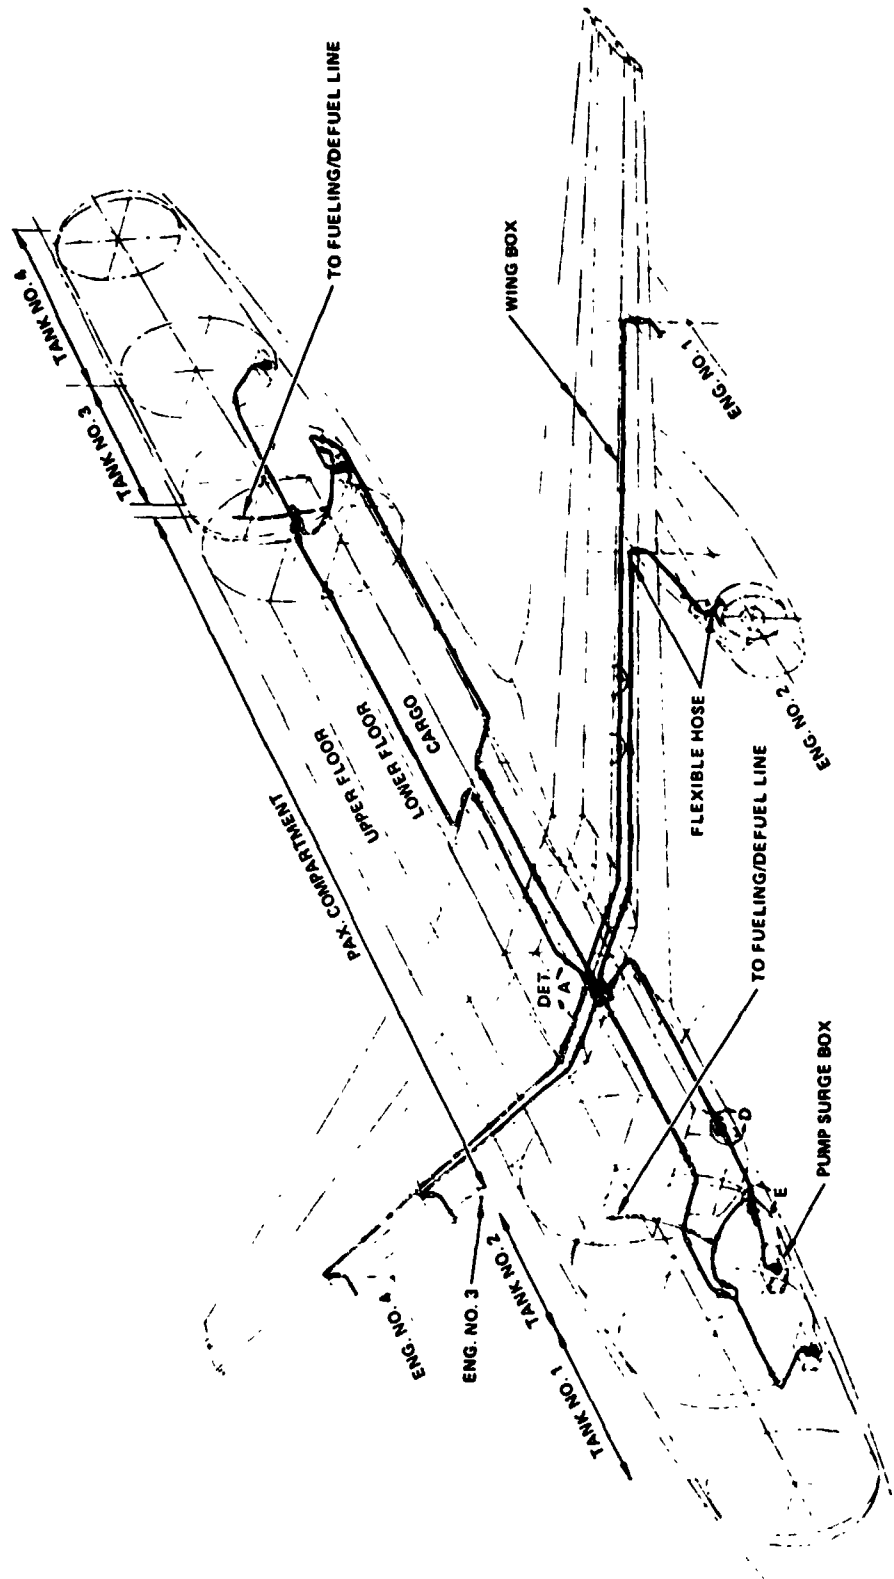 TANK NO. 4
TANK NO. 3
TO FUELING/DEFUEL LINE
WING BOX
ENG. NO. 1
PAX. COMPARTMENT
UPPER FLOOR
LOWER FLOOR
CARGO
FLEXIBLE HOSE
ENG. NO. 2
DET.
"A"
TO FUELING/DEFUEL LINE
D
E
PUMP SURGE BOX
ENG. NO. 4
ENG. NO. 3
TANK NO. 2
TANK NO. 1